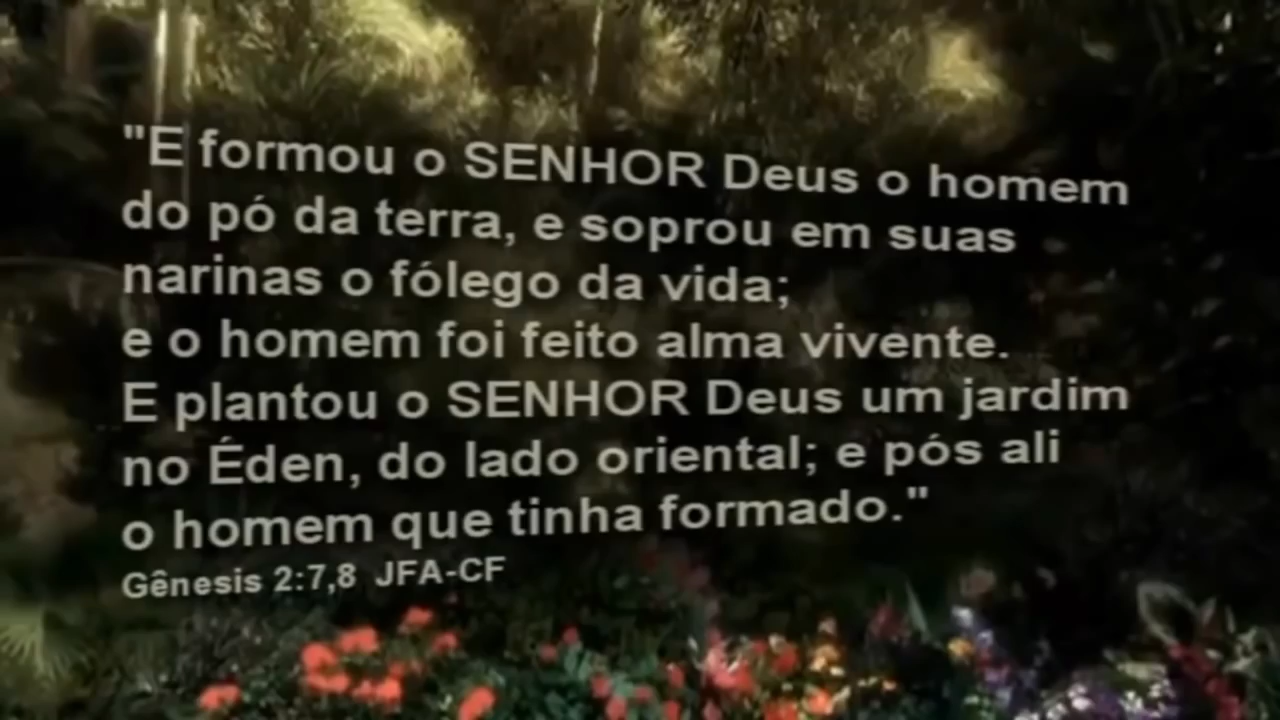 "E formou o SENHOR Deus o homem
do pó da terra, e soprou em suas
narinas o fólego da vida;
e o homem foi feito alma vivente.
E plantou o SENHOR Deus um jardim
no Éden, do lado oriental; e pós ali
o homem que tinha formado."
Gênesis 2:7,8 JFA-CF